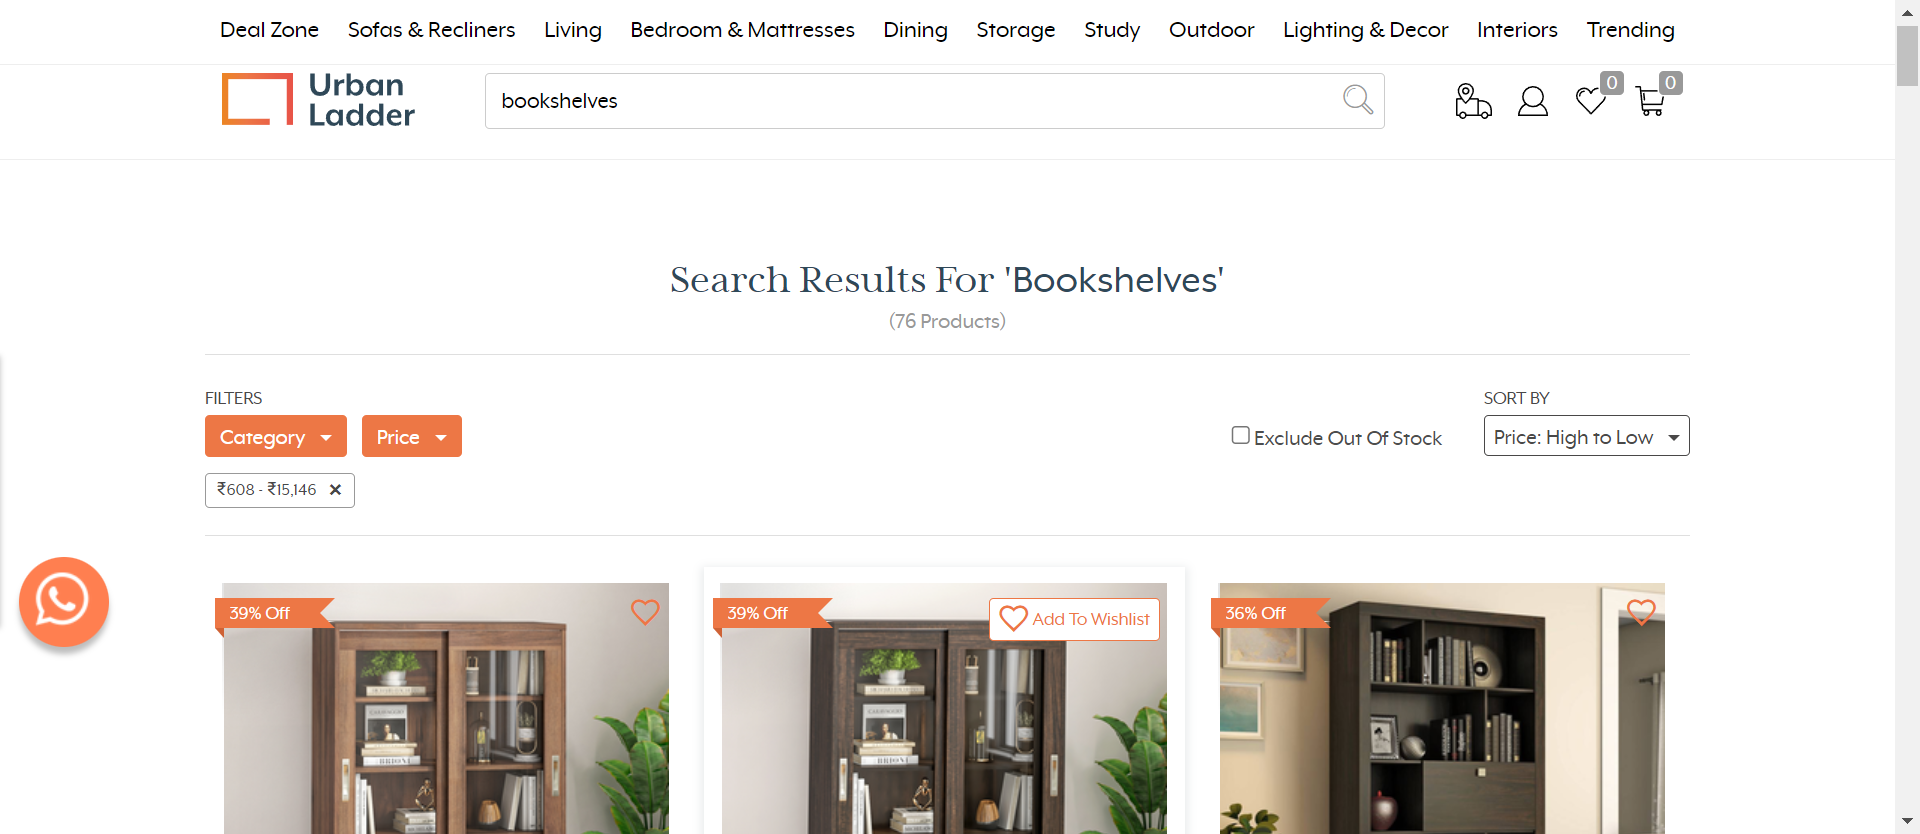 Deal Zone Sofas & Recliners Living Bedroom & Mattresses Dining Storage Study Outdoor Lighting & Decor Interiors Trending
Urban
Ladder
bookshelves
0
0
Search Results For 'Bookshelves'
(76 Products)
FILTERS
SORT BY
Category
Price
Exclude Out Of Stock
Price: High to Low
₹608 - ₹15,146 ✕
39% Off
39% Off
Add To Wishlist
36% Off
BRIONI